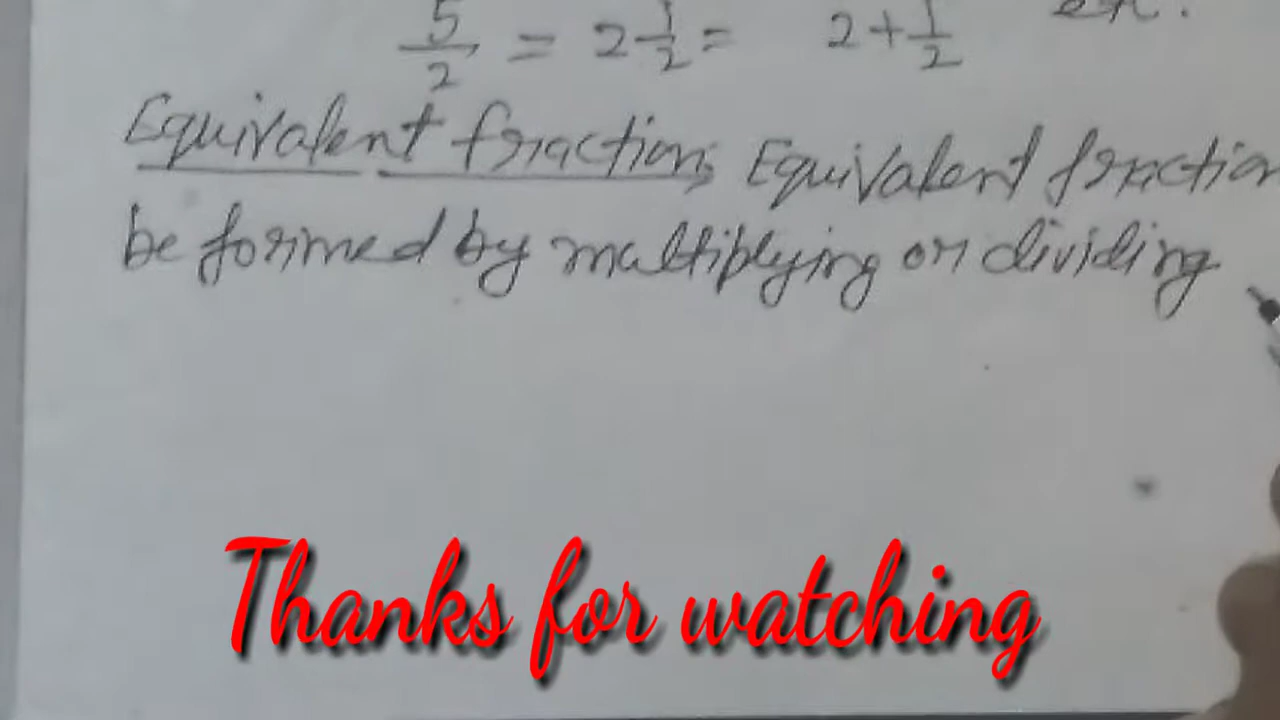 5/2 = 2 1/2 = 2 + 1/2 ex.
Equivalent fraction; Equivalent fraction
be formed by multiplying or dividing
Thanks for watching